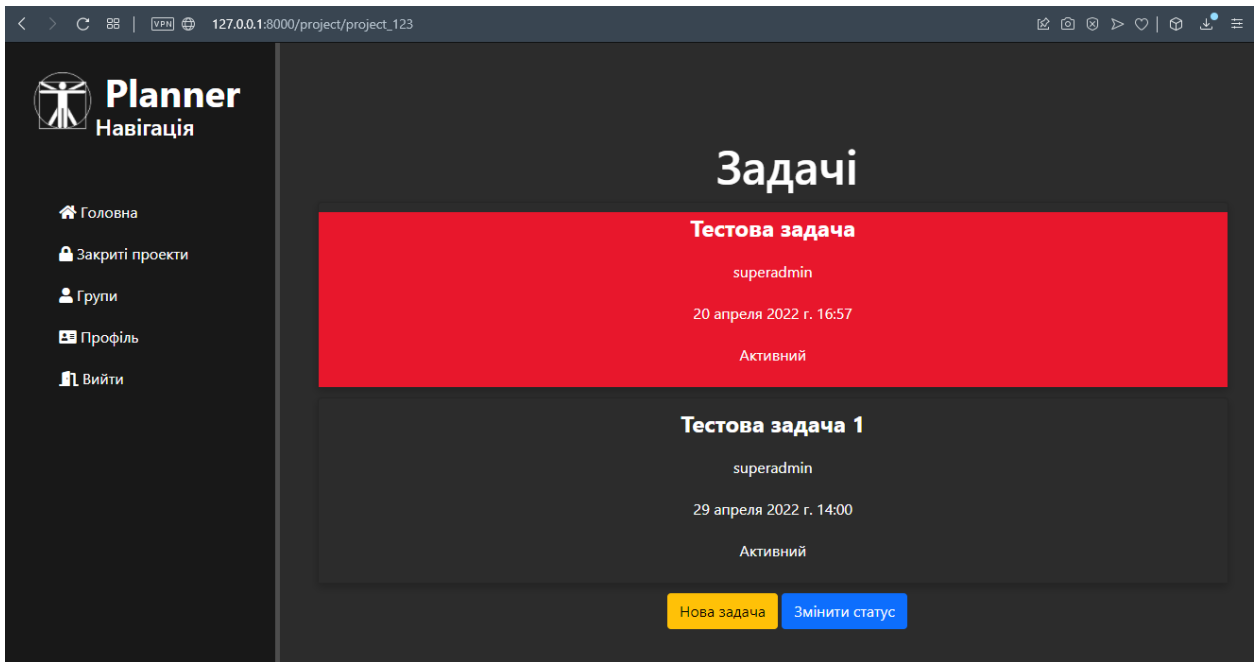 VPN 127.0.0.1:8000/project/project_123
Planner
Навігація
Головна
Закриті проекти
Групи
Профіль
Вийти
Задачі
Тестова задача
superadmin
20 апреля 2022 г. 16:57
Активний
Тестова задача 1
superadmin
29 апреля 2022 г. 14:00
Активний
Нова задача Змінити статус